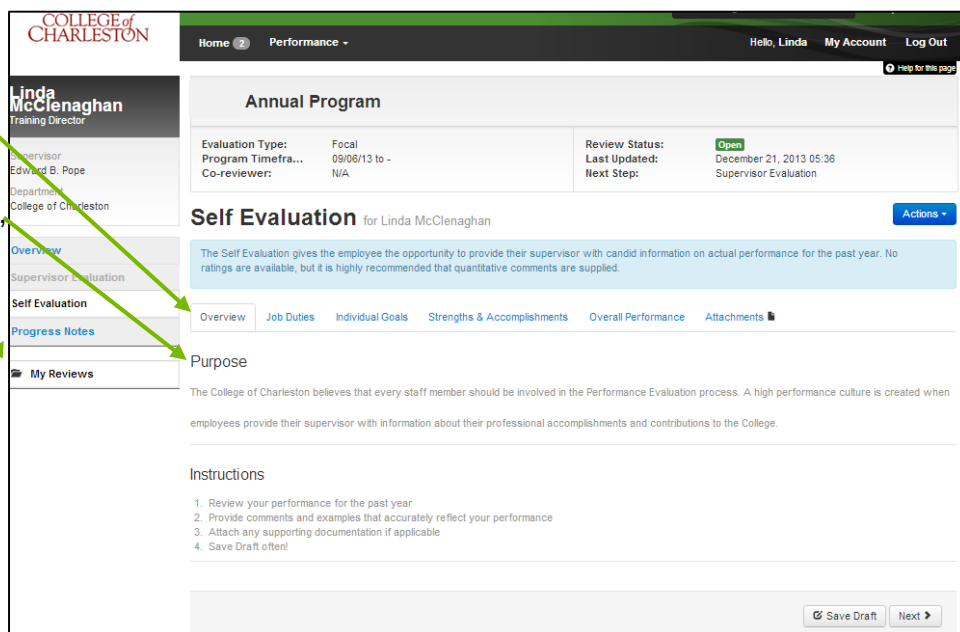 COLLEGE of
CHARLESTON
Home 2 Performance
Hello, Linda My Account Log Out
? Help for this page
Linda
McClenaghan
Training Director
Supervisor
Edward B. Pope
Department
College of Charleston
,
Overview
Supervisor Evaluation
Self Evaluation
Progress Notes
My Reviews
Annual Program
Evaluation Type: Focal
Program Timefra... 09/06/13 to -
Co-reviewer: N/A
Review Status: Open
Last Updated: December 21, 2013 05:36
Next Step: Supervisor Evaluation
Self Evaluation for Linda McClenaghan
Actions
The Self Evaluation gives the employee the opportunity to provide their supervisor with candid information on actual performance for the past year. No
ratings are available, but it is highly recommended that quantitative comments are supplied.
Overview Job Duties Individual Goals Strengths & Accomplishments Overall Performance Attachments
Purpose
The College of Charleston believes that every staff member should be involved in the Performance Evaluation process. A high performance culture is created when
employees provide their supervisor with information about their professional accomplishments and contributions to the College.
Instructions
1. Review your performance for the past year
2. Provide comments and examples that accurately reflect your performance
3. Attach any supporting documentation if applicable
4. Save Draft often!
Save Draft Next